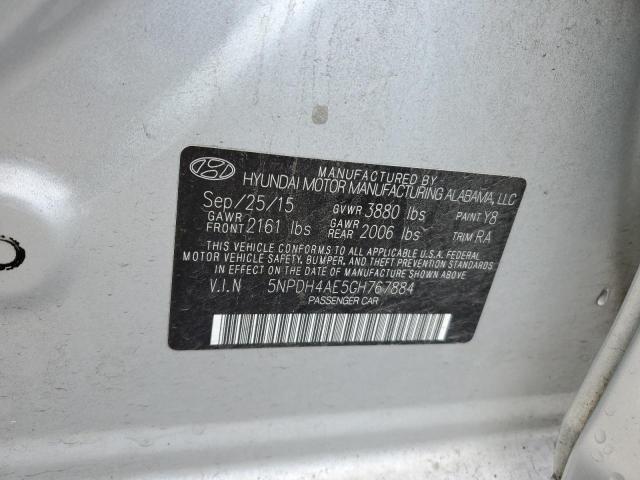 MANUFACTURED BY
HYUNDAI MOTOR MANUFACTURING ALABAMA, LLC
Sep/25/15 GVWR 3880 lbs PAINT Y8
GAWR FRONT 2161 lbs GAWR REAR 2006 lbs TRIM RA
THIS VEHICLE CONFORMS TO ALL APPLICABLE U.S.A. FEDERAL
MOTOR VEHICLE SAFETY, BUMPER, AND THEFT PREVENTION STANDARDS
IN EFFECT ON THE DATE OF MANUFACTURE SHOWN ABOVE.
V.I.N 5NPDH4AE5GH767884
PASSENGER CAR